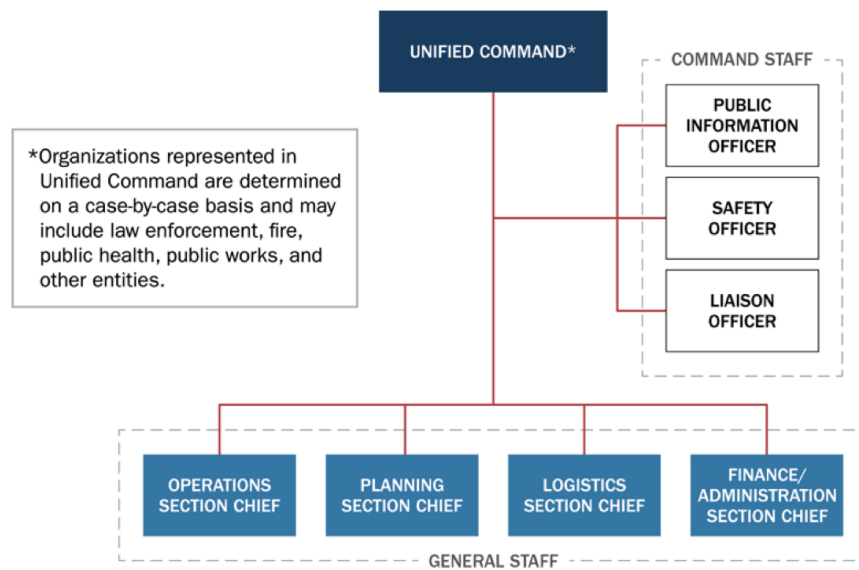 UNIFIED COMMAND*
COMMAND STAFF
PUBLIC
INFORMATION
OFFICER
*Organizations represented in
Unified Command are determined
on a case-by-case basis and may
include law enforcement, fire,
public health, public works, and
other entities.
SAFETY
OFFICER
LIAISON
OFFICER
OPERATIONS
SECTION CHIEF
PLANNING
SECTION CHIEF
LOGISTICS
SECTION CHIEF
FINANCE/
ADMINISTRATION
SECTION CHIEF
GENERAL STAFF